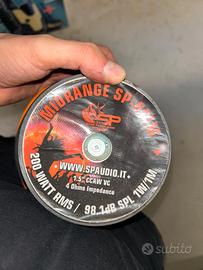 MIDRANGE SP
SP
WWW.SPAUDIO.IT
1.5" CCAW VC
4 Ohms Impedance
200 WATT RMS / 98.1dB SPL 1W/1M
subito